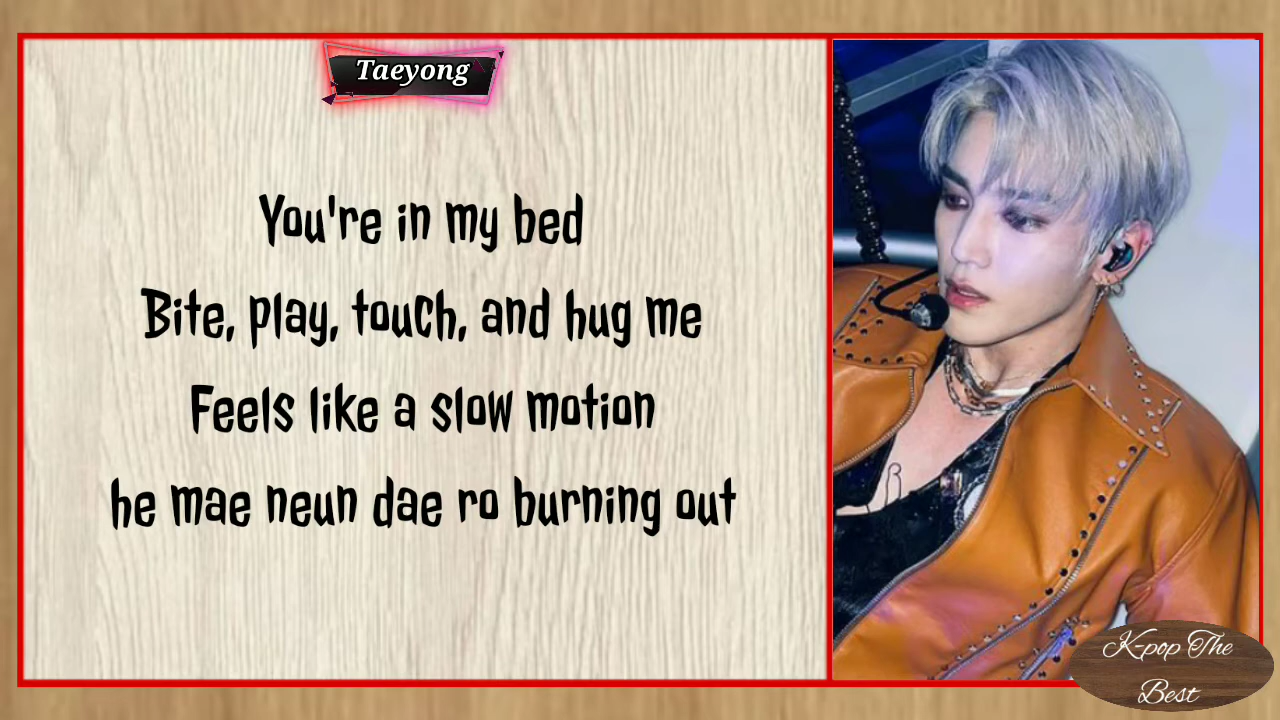 Taeyong
You're in my bed
Bite, play, touch, and hug me
Feels like a slow motion
he mae neun dae ro burning out
K-pop The
Best